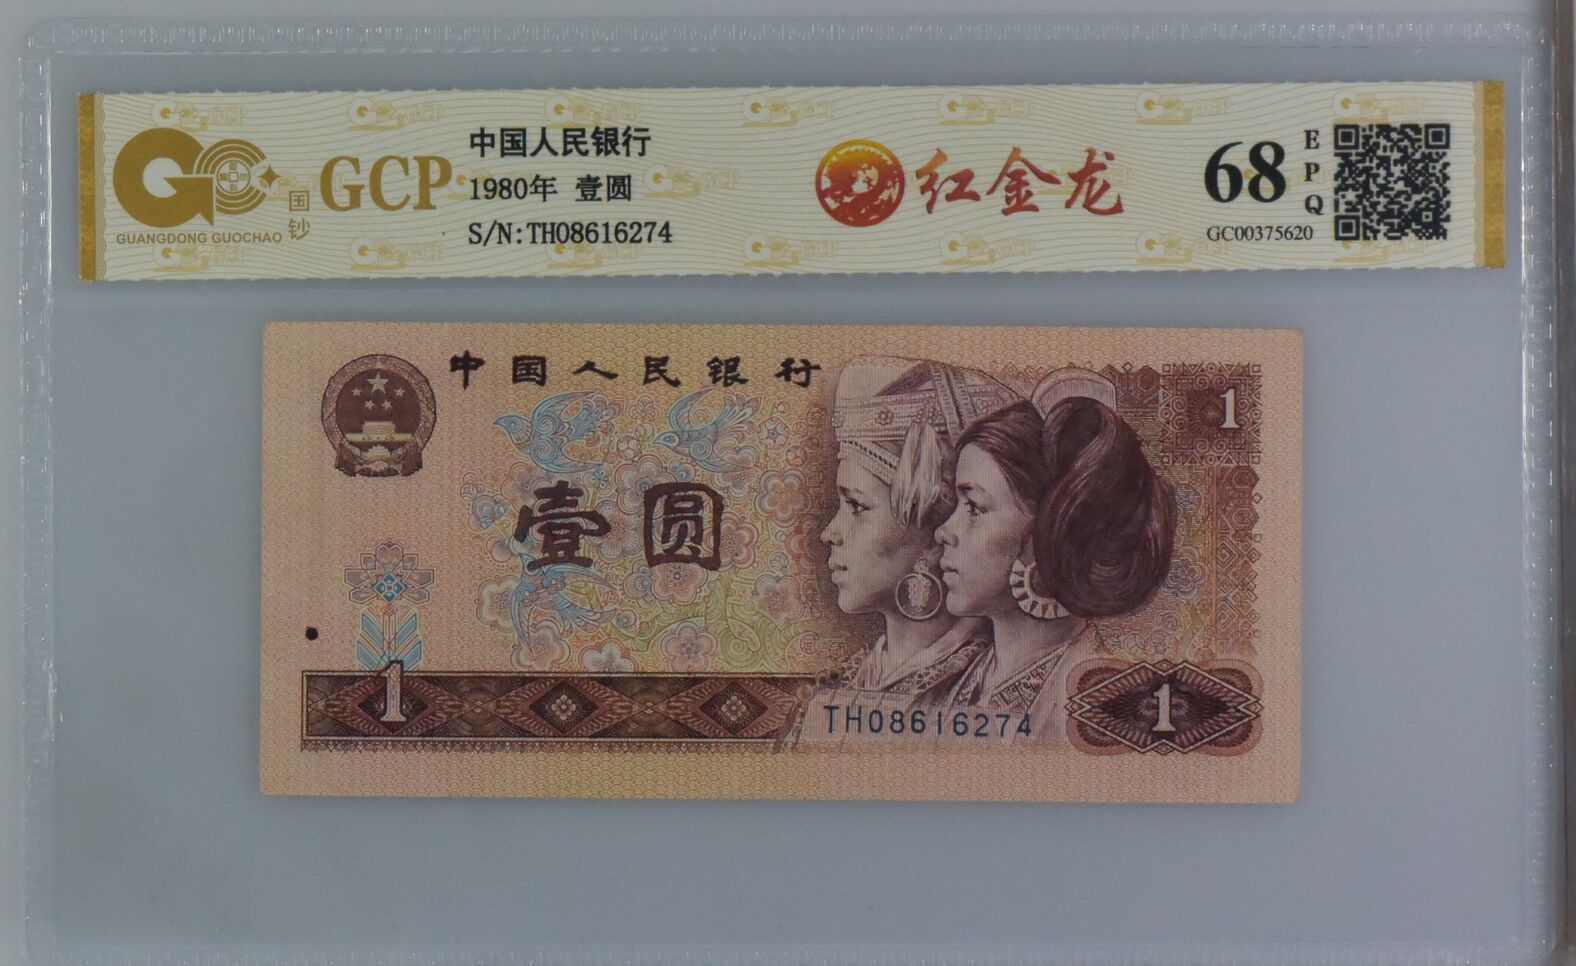 GCP
国钞
GUANGDONG GUOCHAO
中国人民银行
1980年 壹圆
S/N:TH08616274
红金龙
68
EPQ
GC00375620
中国人民银行
1
壹圆
1
TH08616274
1